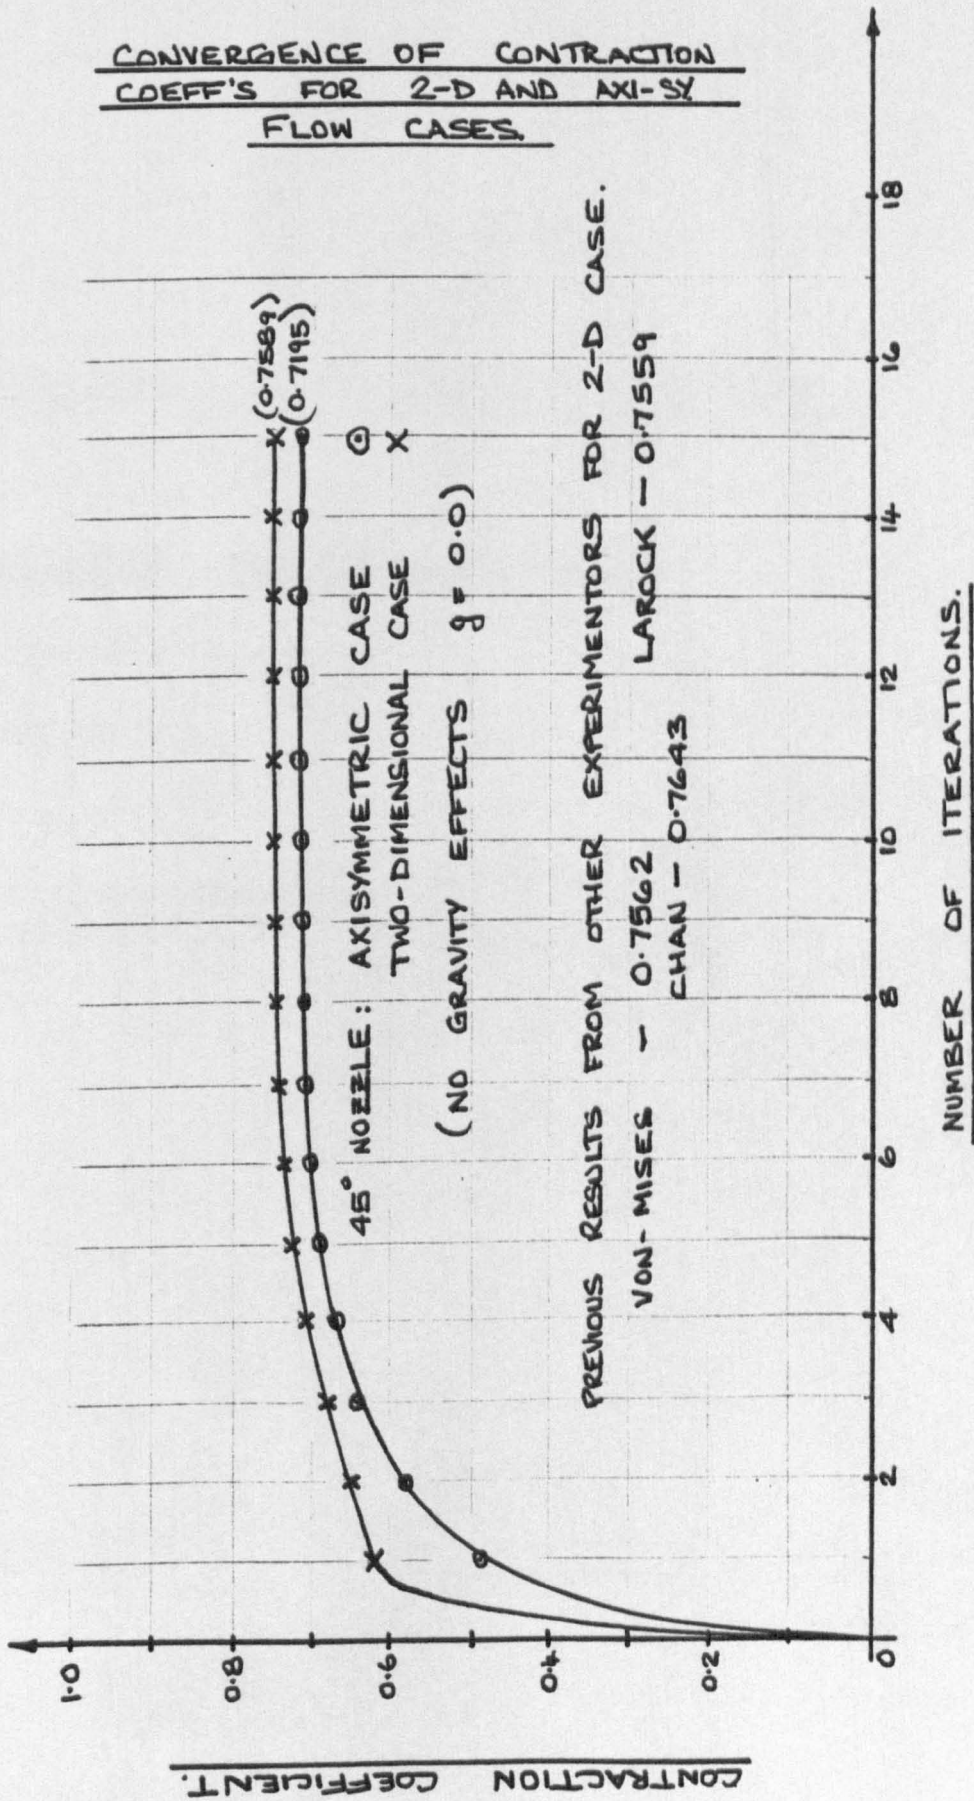 CONVERGENCE OF CONTRACTION
COEFF'S FOR 2-D AND AXI-SY
FLOW CASES.
CONTRACTION COEFFICIENT.
1.0
0.8
0.6
0.4
0.2
0
2
4
6
8
10
12
14
16
18
NUMBER OF ITERATIONS.
(0.7589)
(0.7195)
45° NOZZLE: AXISYMMETRIC CASE
TWO-DIMENSIONAL CASE X
(NO GRAVITY EFFECTS g = 0.0)
PREVIOUS RESULTS FROM OTHER EXPERIMENTORS FOR 2-D CASE.
VON-MISES - 0.7562 LAROCK - 0.7559
CHAN - 0.7643